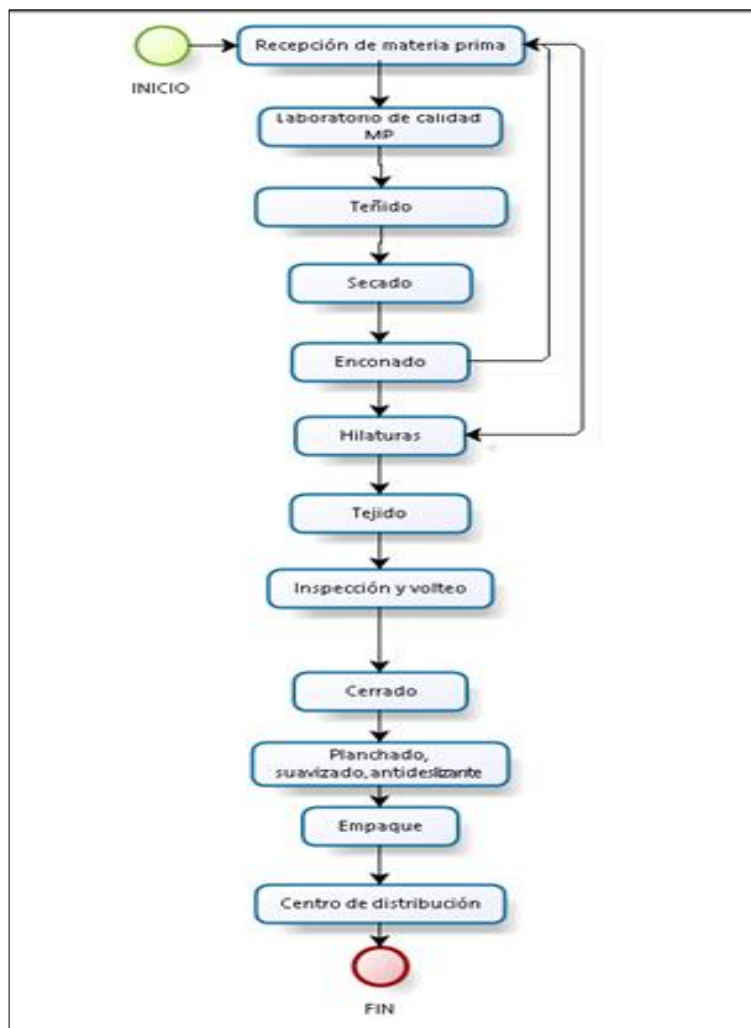 INICIO
Recepción de materia prima
Laboratorio de calidad
MP
Teñido
Secado
Enconado
Hilaturas
Tejido
Inspección y volteo
Cerrado
Planchado,
suavizado, antideslizante
Empaque
Centro de distribución
FIN